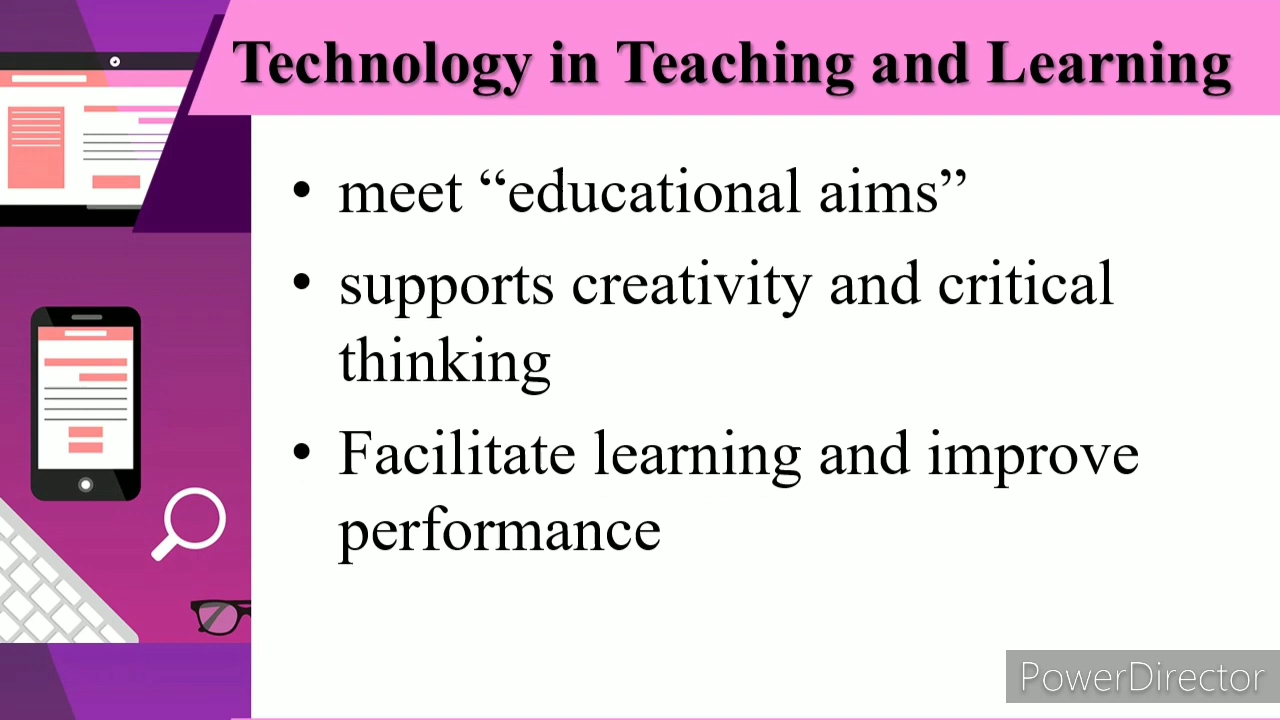 Technology in Teaching and Learning
• meet “educational aims”
• supports creativity and critical
thinking
• Facilitate learning and improve
performance
PowerDirector